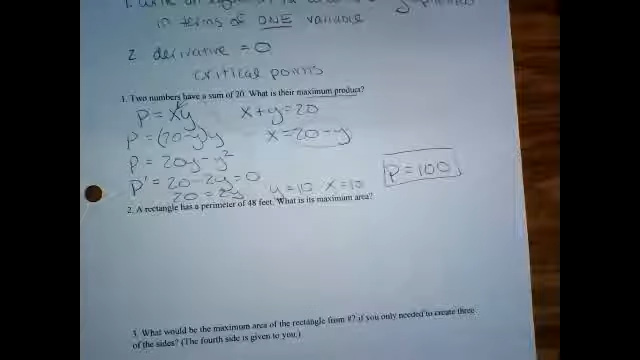 1. Write an
in terms of ONE variable
2 derivative = 0
critical points
1. Two numbers have a sum of 20. What is their maximum product?
P = xy x+y=20
P = (20-y)y x=20-y
P = 20y-y²
P' = 20-2y=0 P=100
20 = 2y y=10 x=10
2. A rectangle has a perimeter of 48 feet. What is its maximum area?
3. What would be the maximum area of the rectangle from #2 if you only needed to create three
of the sides? (The fourth side is given to you.)